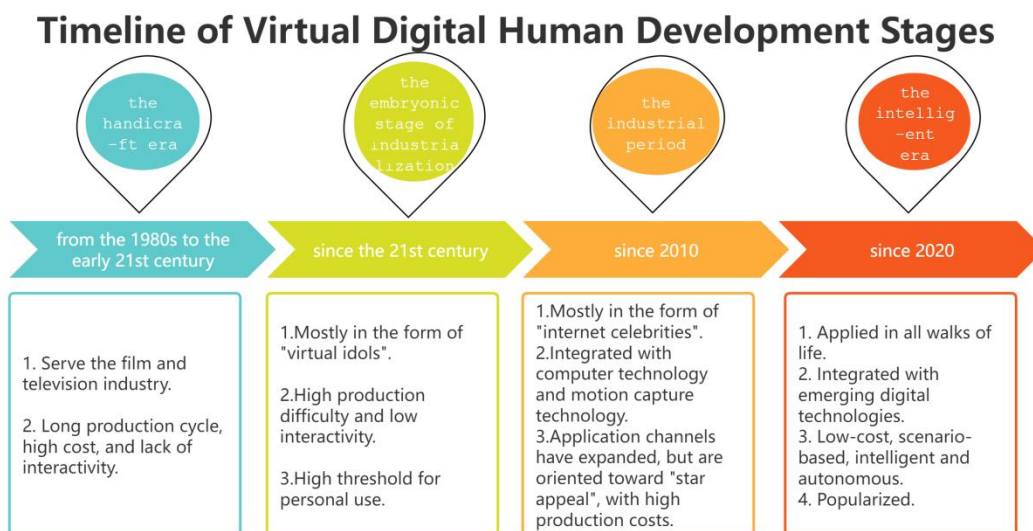 Timeline of Virtual Digital Human Development Stages
the
handicra
-ft era
the
embryonic
stage of
industria
lization
the
industrial
period
the
intellig
-ent
era
from the 1980s to the
early 21st century
since the 21st century
since 2010
since 2020
1. Serve the film and
television industry.
2. Long production cycle,
high cost, and lack of
interactivity.
1.Mostly in the form of
"virtual idols".
2.High production
difficulty and low
interactivity.
3.High threshold for
personal use.
1.Mostly in the form of
"internet celebrities".
2.Integrated with
computer technology
and motion capture
technology.
3.Application channels
have expanded, but are
oriented toward "star
appeal", with high
production costs.
1. Applied in all walks of
life.
2. Integrated with
emerging digital
technologies.
3. Low-cost, scenario-
based, intelligent and
autonomous.
4. Popularized.